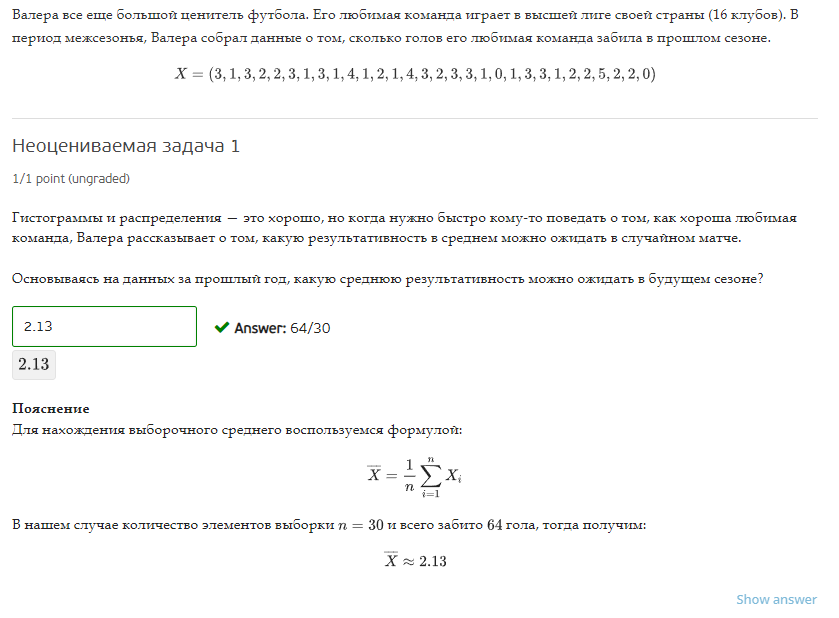 Валера все еще большой ценитель футбола. Его любимая команда играет в высшей лиге своей страны (16 клубов). В
период межсезонья, Валера собрал данные о том, сколько голов его любимая команда забила в прошлом сезоне.
X = (3, 1, 3, 2, 2, 3, 1, 3, 1, 4, 1, 2, 1, 4, 3, 2, 3, 3, 1, 0, 1, 3, 3, 1, 2, 2, 5, 2, 2, 0)
Неоцениваемая задача 1
1/1 point (ungraded)
Гистограммы и распределения — это хорошо, но когда нужно быстро кому-то поведать о том, как хороша любимая
команда, Валера рассказывает о том, какую результативность в среднем можно ожидать в случайном матче.
Основываясь на данных за прошлый год, какую среднюю результативность можно ожидать в будущем сезоне?
2.13
Answer: 64/30
2.13
Пояснение
Для нахождения выборочного среднего воспользуемся формулой:
X̅ = 1/n ∑_{i=1}^{n} X_i
В нашем случае количество элементов выборки n = 30 и всего забито 64 гола, тогда получим:
X̅ ≈ 2.13
Show answer